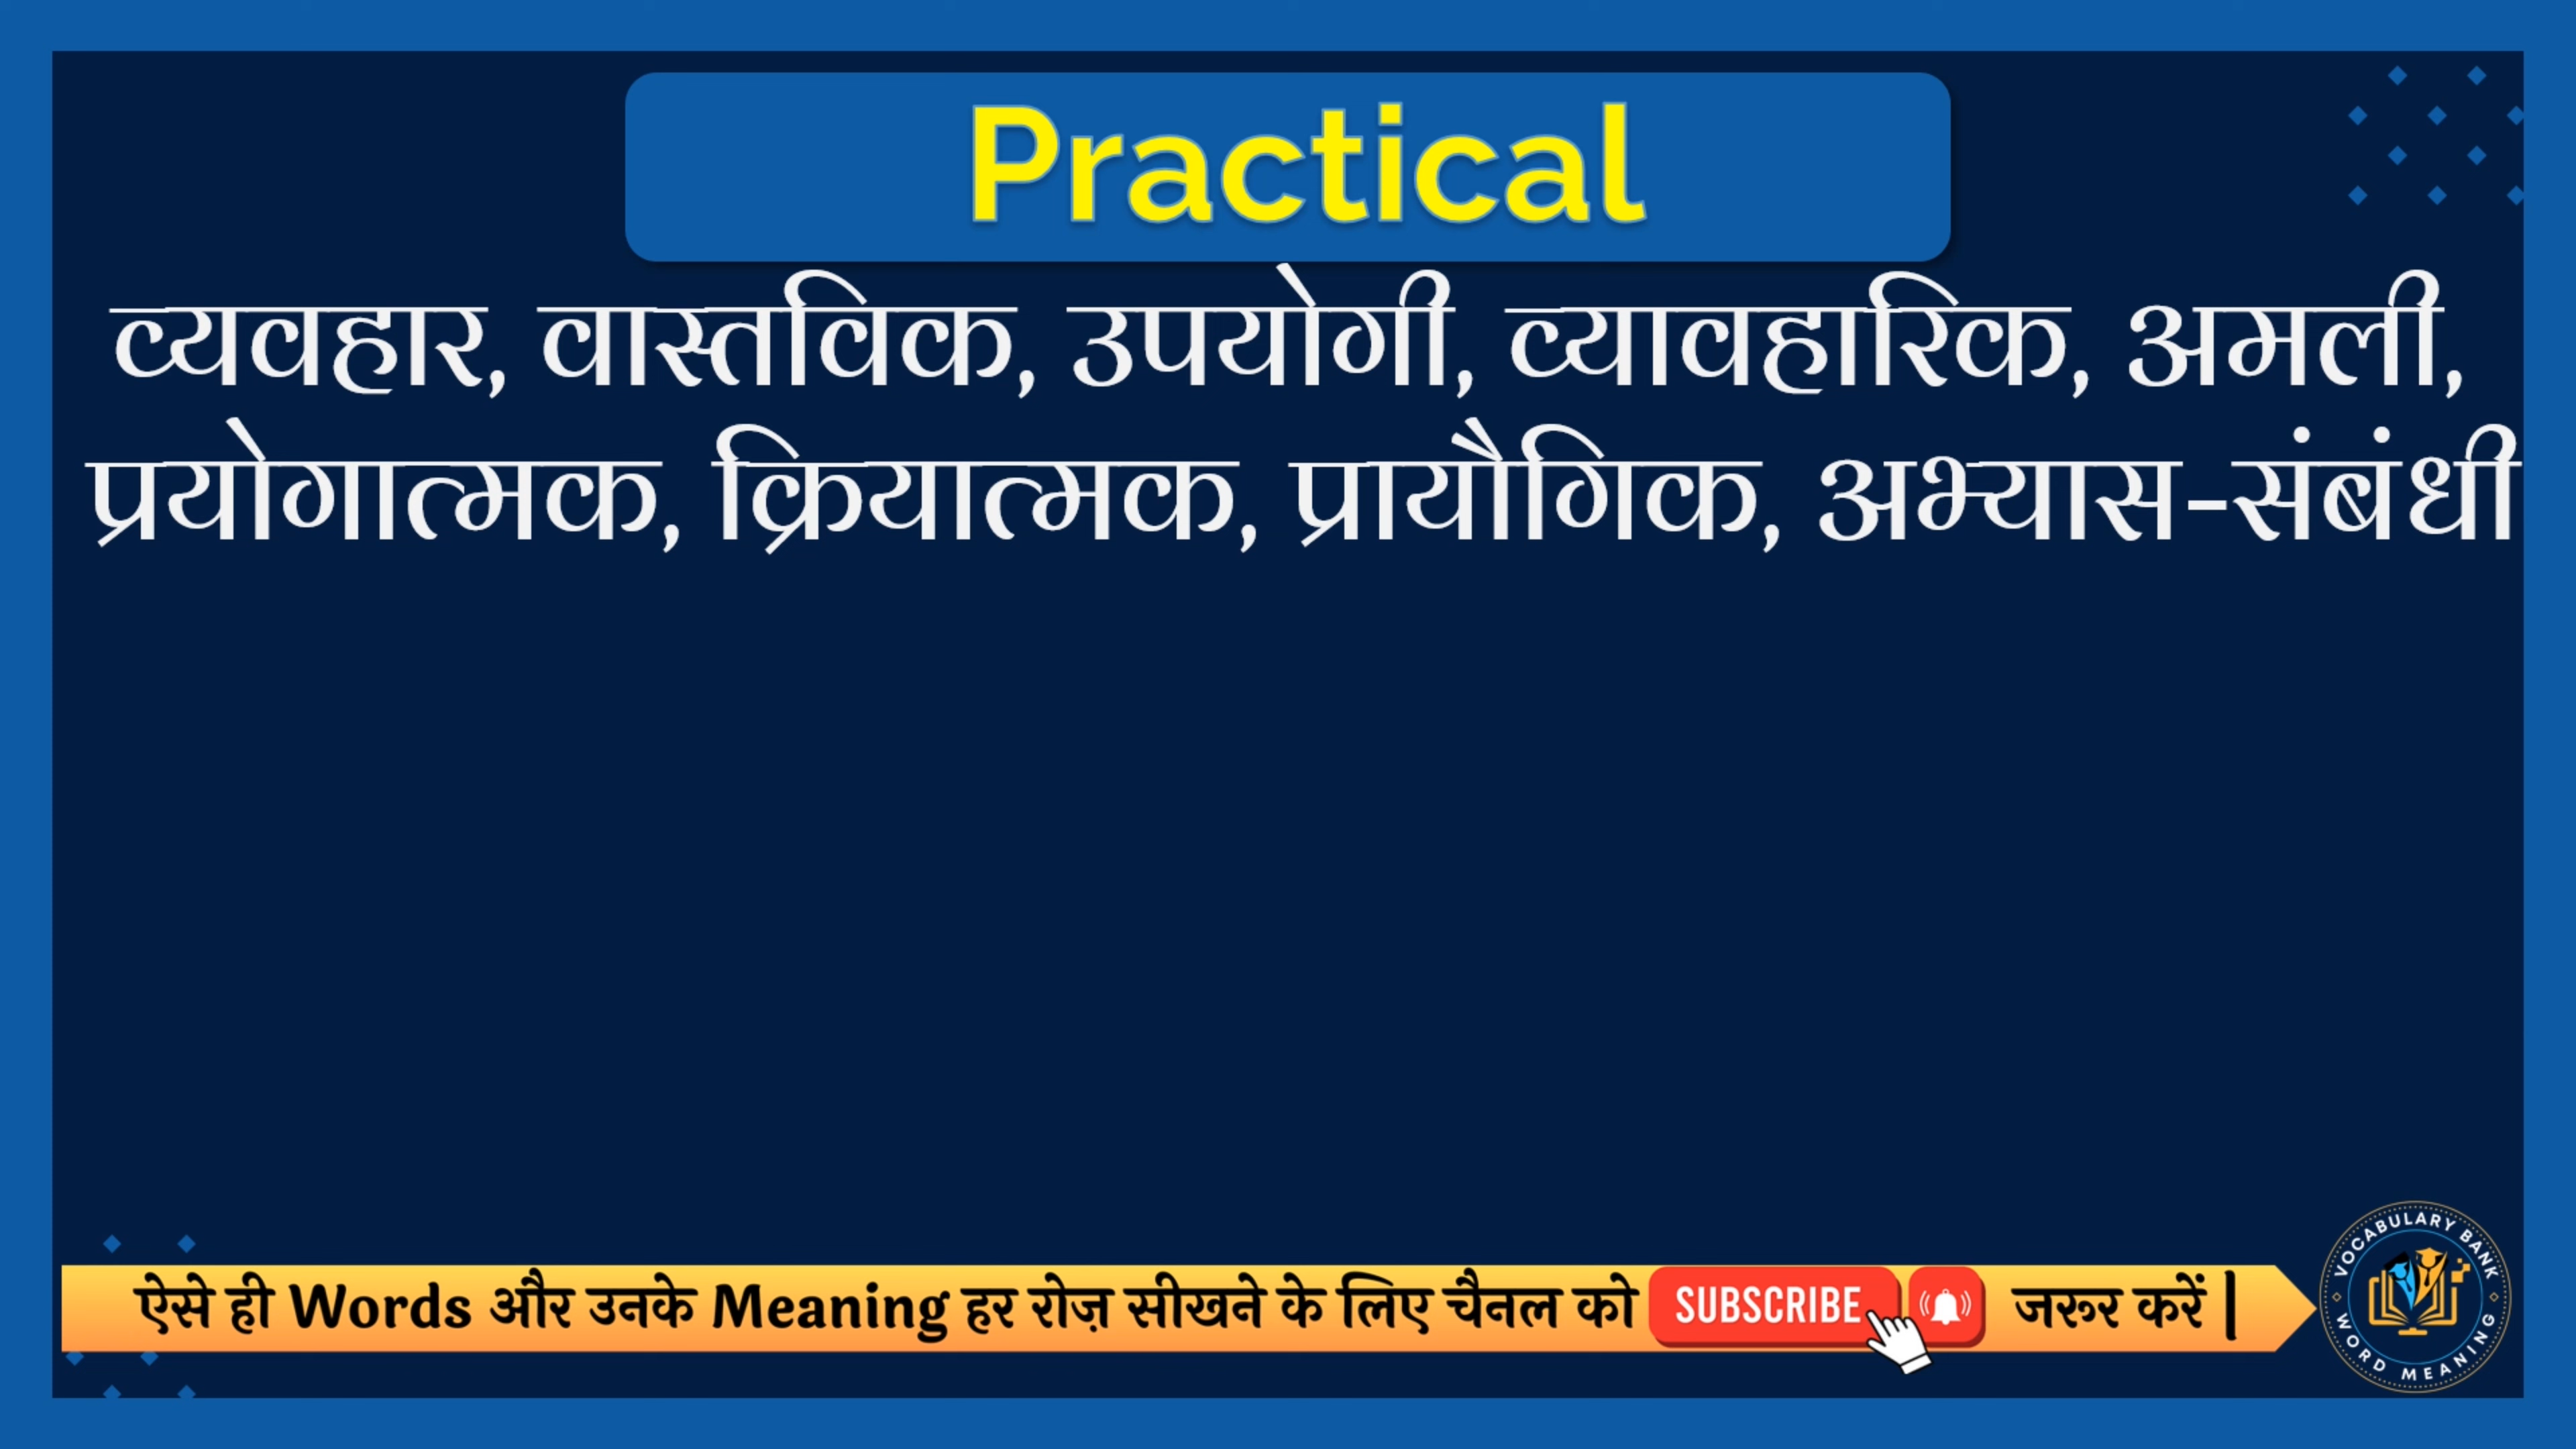 Practical
व्यवहार, वास्तविक, उपयोगी, व्यावहारिक, अमली,
प्रयोगात्मक, क्रियात्मक, प्रायौगिक, अभ्यास-संबंधी
ऐसे ही Words और उनके Meaning हर रोज़ सीखने के लिए चैनल को SUBSCRIBE जरूर करें |
VOCABULARY BANK
WORD MEANING